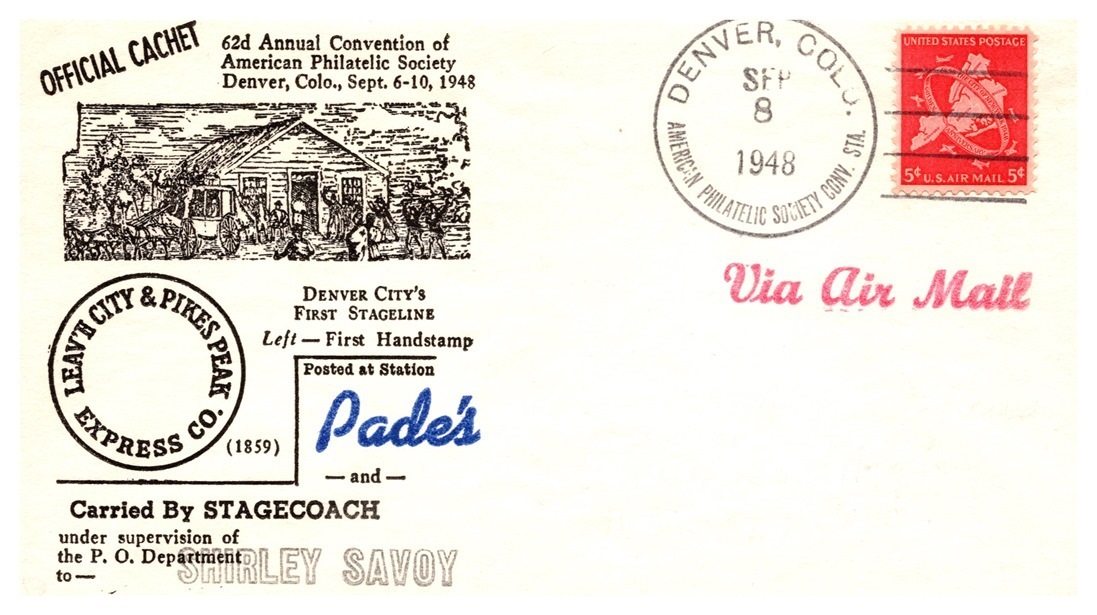 OFFICIAL CACHET
62d Annual Convention of
American Philatelic Society
Denver, Colo., Sept. 6-10, 1948
LEAV'H CITY & PIKES PEAK
EXPRESS CO.
(1859)
DENVER CITY'S
FIRST STAGELINE
Left — First Handstamp
Posted at Station
Pade's
— and —
Carried By STAGECOACH
under supervision of
the P. O. Department
to —
SHIRLEY SAVOY
DENVER, COLO.
SEP
8
1948
AMERICAN PHILATELIC SOCIETY CONV. STA.
UNITED STATES POSTAGE
5¢ U.S. AIR MAIL 5¢
Via Air Mail